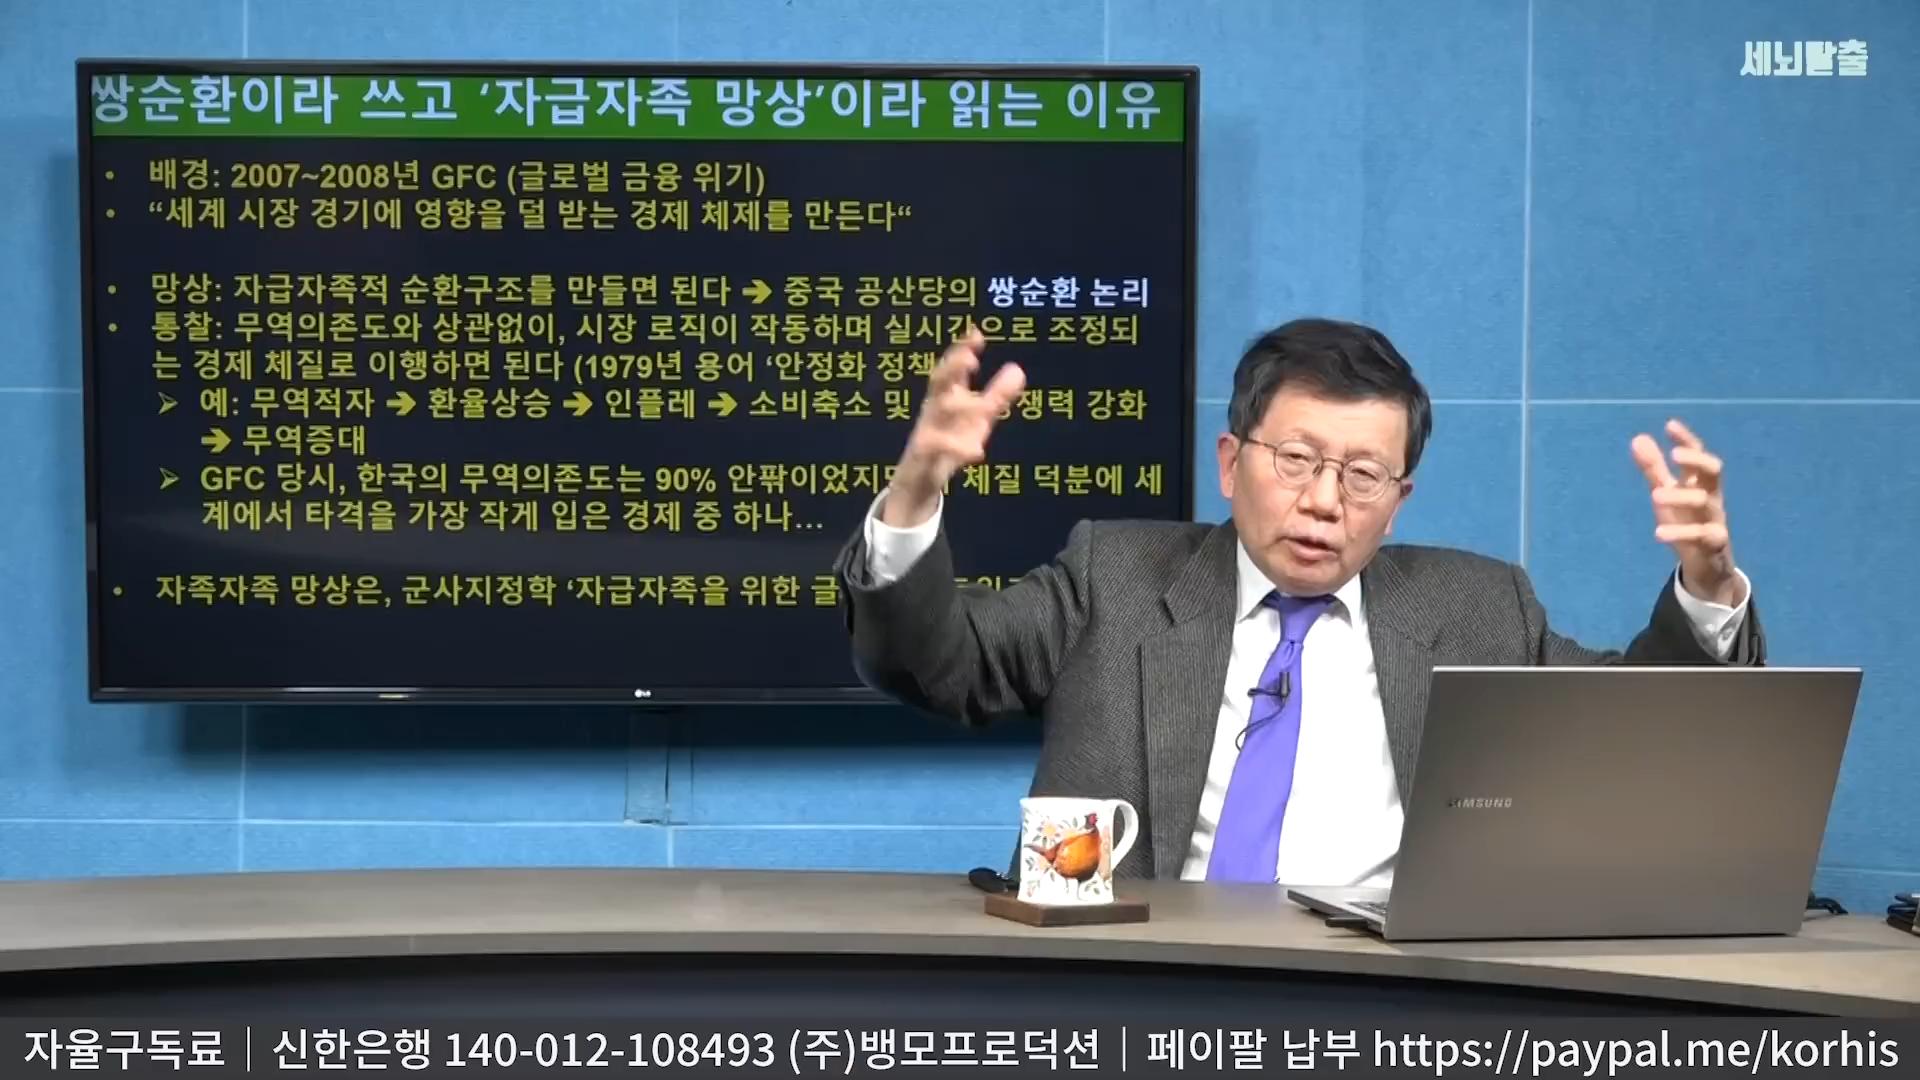 세뇌탈출
쌍순환이라 쓰고 ‘자급자족 망상’이라 읽는 이유
• 배경: 2007~2008년 GFC (글로벌 금융 위기)
• “세계 시장 경기에 영향을 덜 받는 경제 체제를 만든다“
• 망상: 자급자족적 순환구조를 만들면 된다 ➔ 중국 공산당의 쌍순환 논리
• 통찰: 무역의존도와 상관없이, 시장 로직이 작동하며 실시간으로 조정되
는 경제 체질로 이행하면 된다 (1979년 용어 ‘안정화 정책
➢ 예: 무역적자 ➔ 환율상승 ➔ 인플레 ➔ 소비축소 및 강화
➔ 무역증대
➢ GFC 당시, 한국의 무역의존도는 90% 안팎이었지 체질 덕분에 세
계에서 타격을 가장 작게 입은 경제 중 하나...
• 자족자족 망상은, 군사지정학 ‘자급자족을 위한
LG
SAMSUNG
자율구독료 | 신한은행 140-012-108493 (주)뱅모프로덕션 | 페이팔 납부 https://paypal.me/korhis